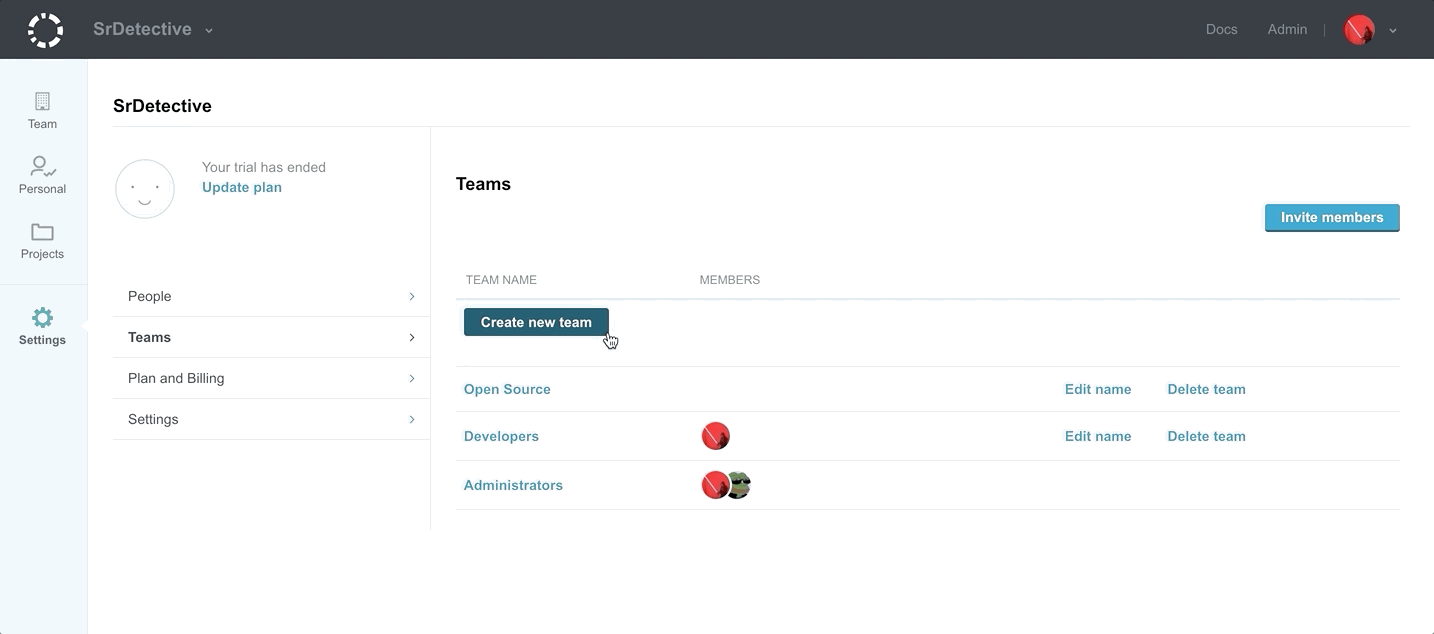 SrDetective
Docs Admin
Team
Personal
Projects
Settings
SrDetective
Your trial has ended
Update plan
People
Teams
Plan and Billing
Settings
Teams
Invite members
TEAM NAME MEMBERS
Create new team
Open Source Edit name Delete team
Developers Edit name Delete team
Administrators